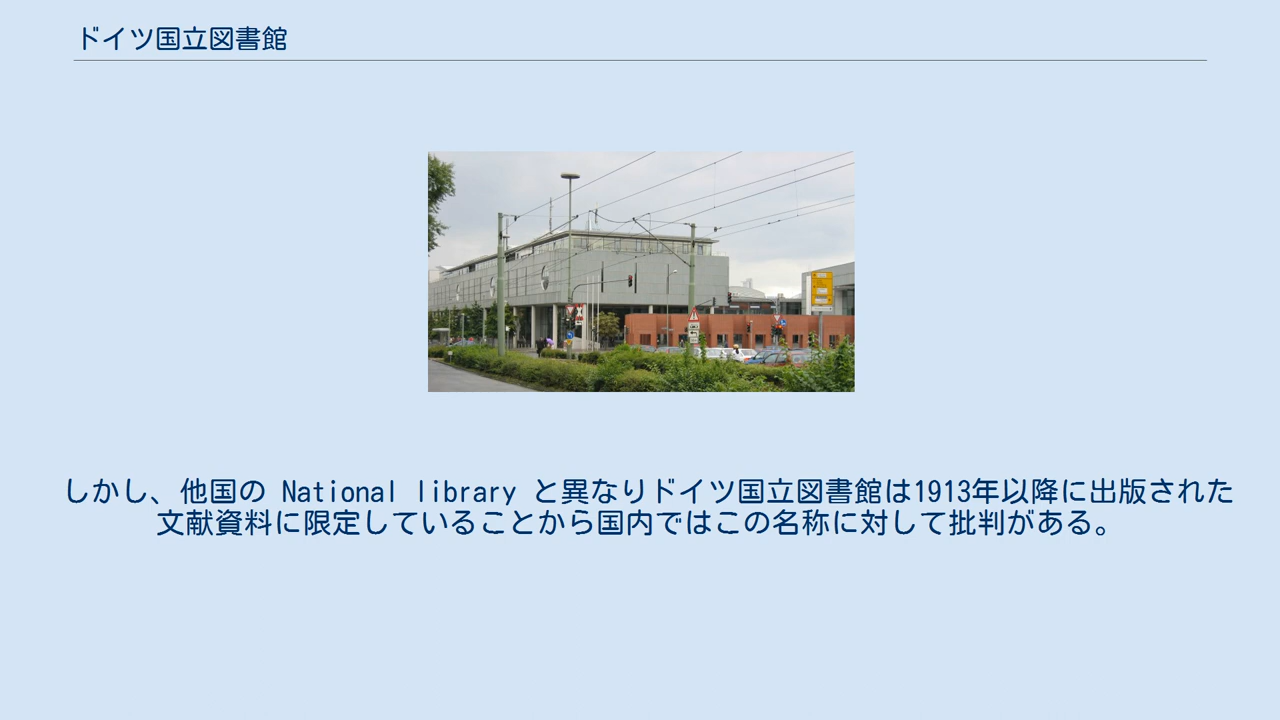 ドイツ国立図書館
しかし、他国の National library と異なりドイツ国立図書館は1913年以降に出版された
文献資料に限定していることから国内ではこの名称に対して批判がある。